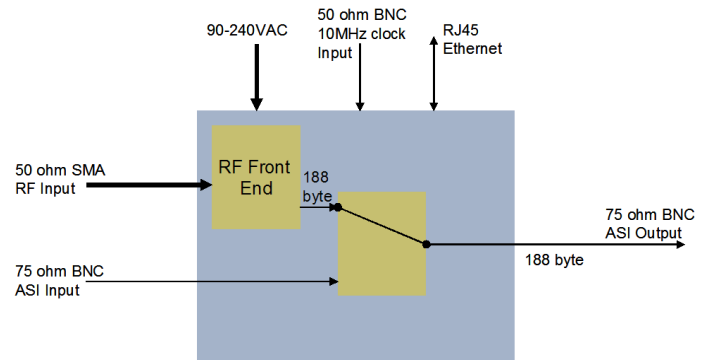 90-240VAC
50 ohm BNC
10MHz clock
Input
RJ45
Ethernet
50 ohm SMA
RF Input
RF Front
End
188
byte
75 ohm BNC
ASI Output
188 byte
75 ohm BNC
ASI Input